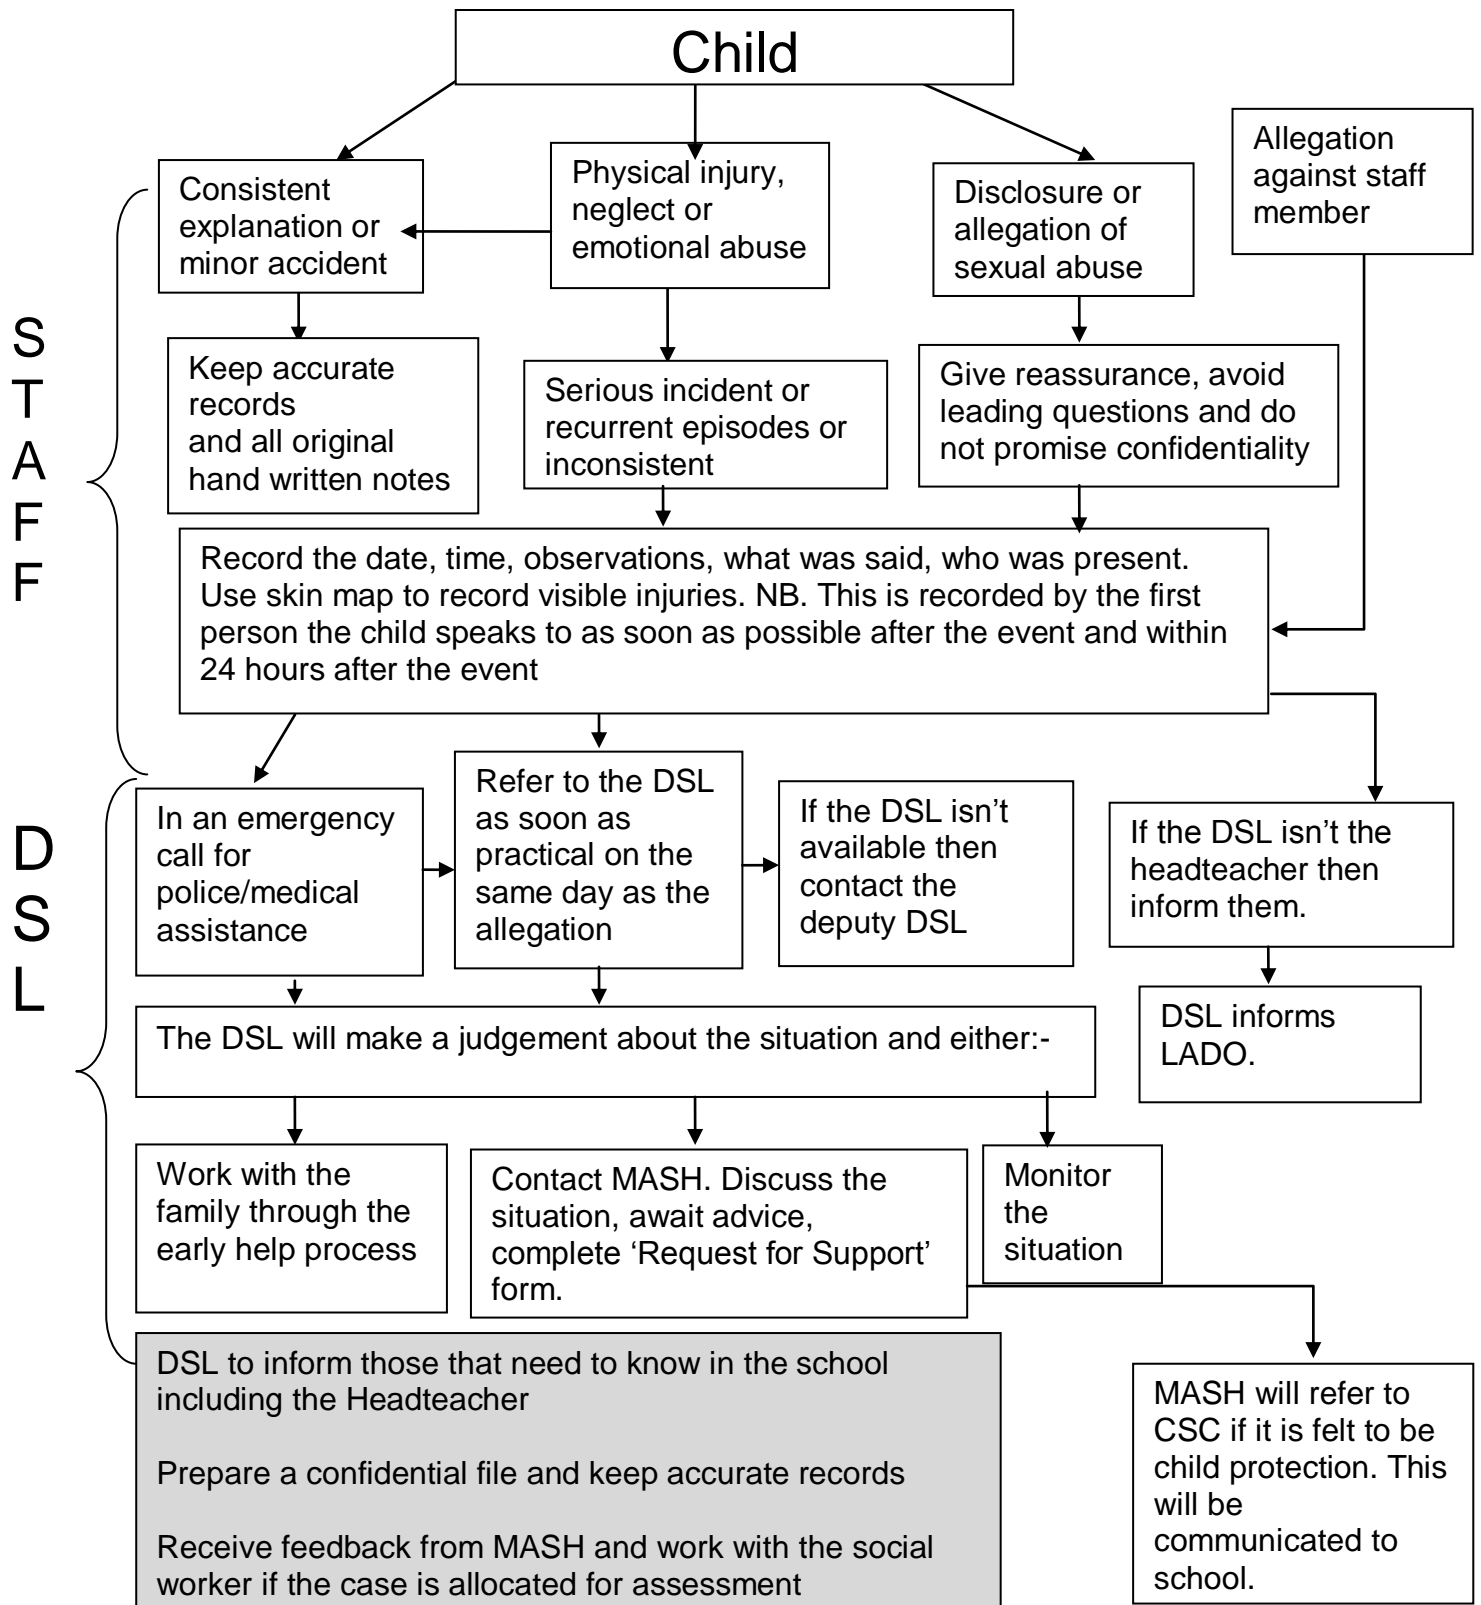 Child
Consistent
explanation or
minor accident
Physical injury,
neglect or
emotional abuse
Disclosure or
allegation of
sexual abuse
Allegation
against staff
member
S
T
A
F
F
Keep accurate
records
and all original
hand written notes
Serious incident or
recurrent episodes or
inconsistent
Give reassurance, avoid
leading questions and do
not promise confidentiality
Record the date, time, observations, what was said, who was present.
Use skin map to record visible injuries. NB. This is recorded by the first
person the child speaks to as soon as possible after the event and within
24 hours after the event
D
S
L
In an emergency
call for
police/medical
assistance
Refer to the DSL
as soon as
practical on the
same day as the
allegation
If the DSL isn’t
available then
contact the
deputy DSL
If the DSL isn’t the
headteacher then
inform them.
DSL informs
LADO.
The DSL will make a judgement about the situation and either:-
Work with the
family through the
early help process
Contact MASH. Discuss the
situation, await advice,
complete ‘Request for Support’
form.
Monitor
the
situation
DSL to inform those that need to know in the school
including the Headteacher
Prepare a confidential file and keep accurate records
Receive feedback from MASH and work with the social
worker if the case is allocated for assessment
MASH will refer to
CSC if it is felt to be
child protection. This
will be
communicated to
school.